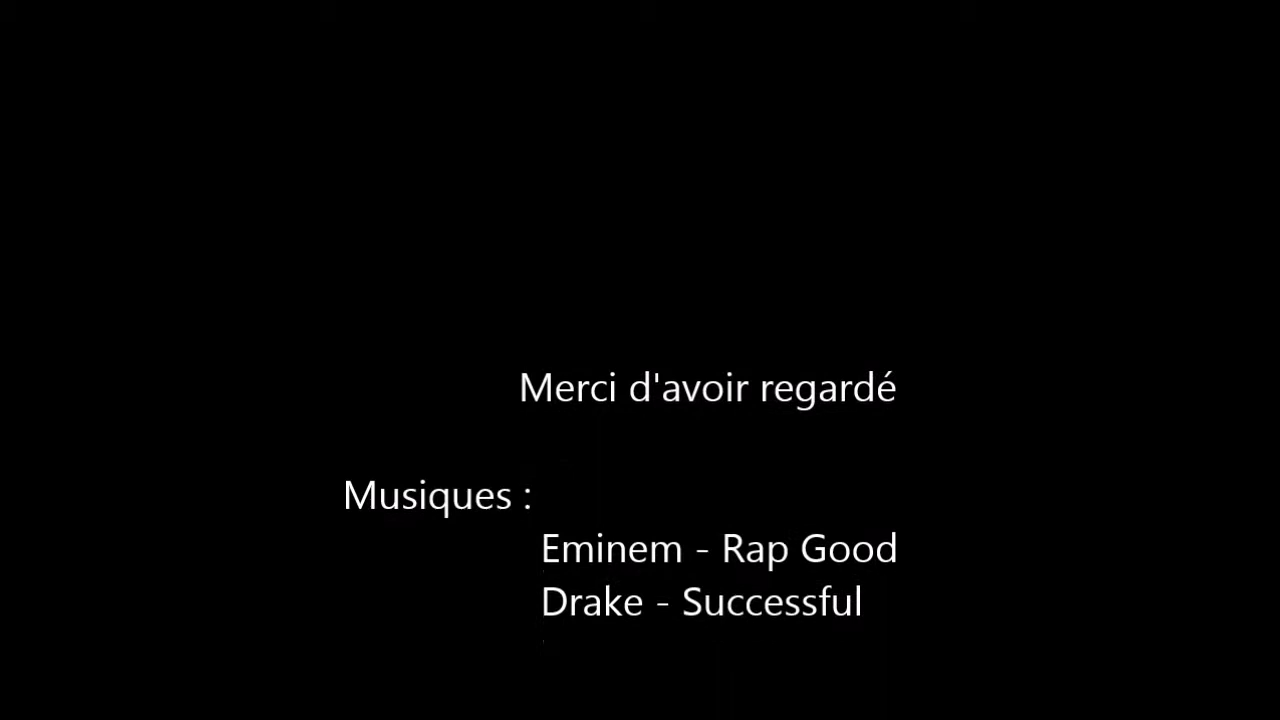 Merci d'avoir regardé
Musiques :
Eminem - Rap Good
Drake - Successful